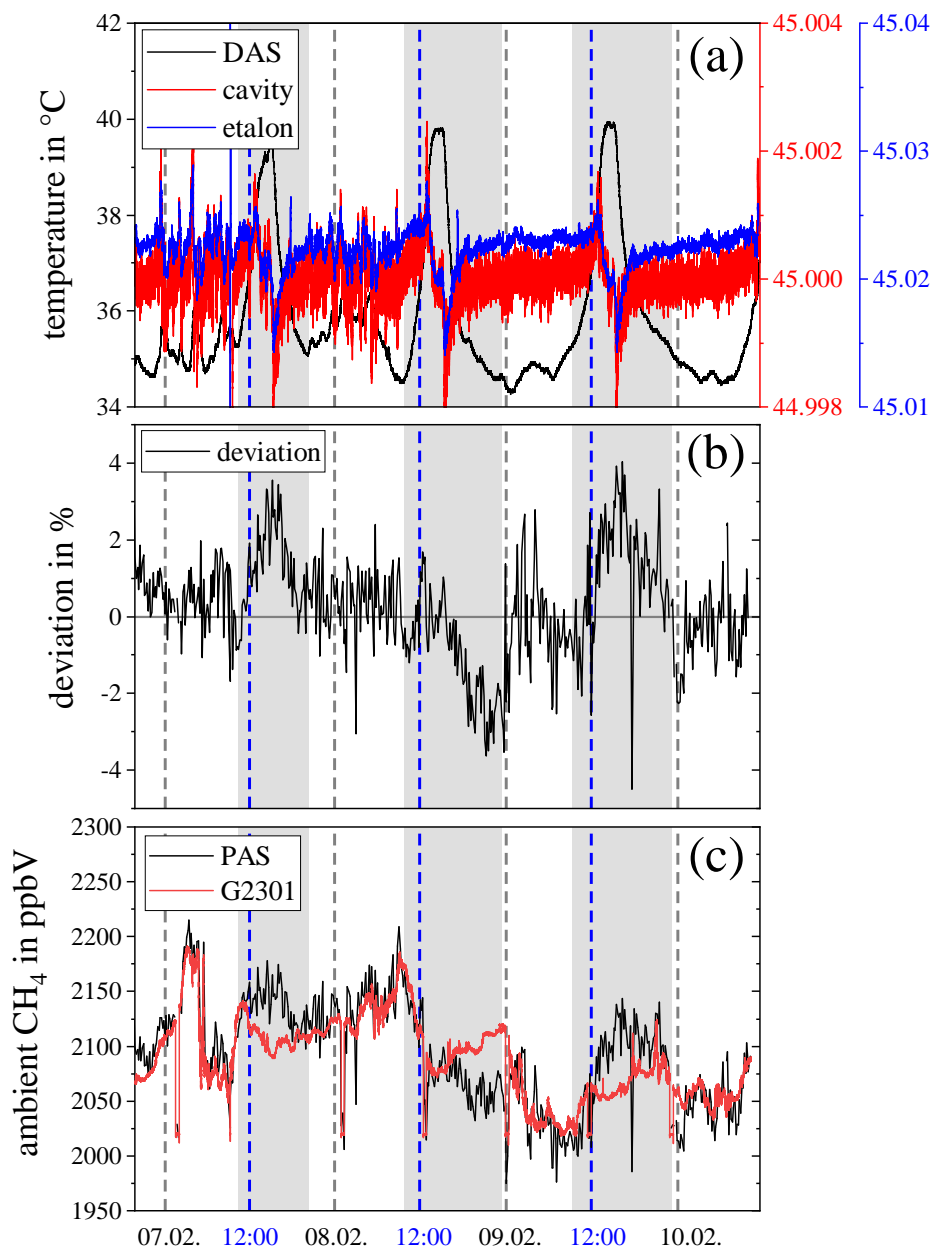 42
40
38
36
34
temperature in °C
DAS
cavity
etalon
(a)
45.004
45.002
45.000
44.998
45.04
45.03
45.02
45.01
4
2
0
-2
-4
deviation in %
deviation
(b)
2300
2250
2200
2150
2100
2050
2000
1950
ambient CH4 in ppbV
PAS
G2301
(c)
07.02. 12:00 08.02. 12:00 09.02. 12:00 10.02.